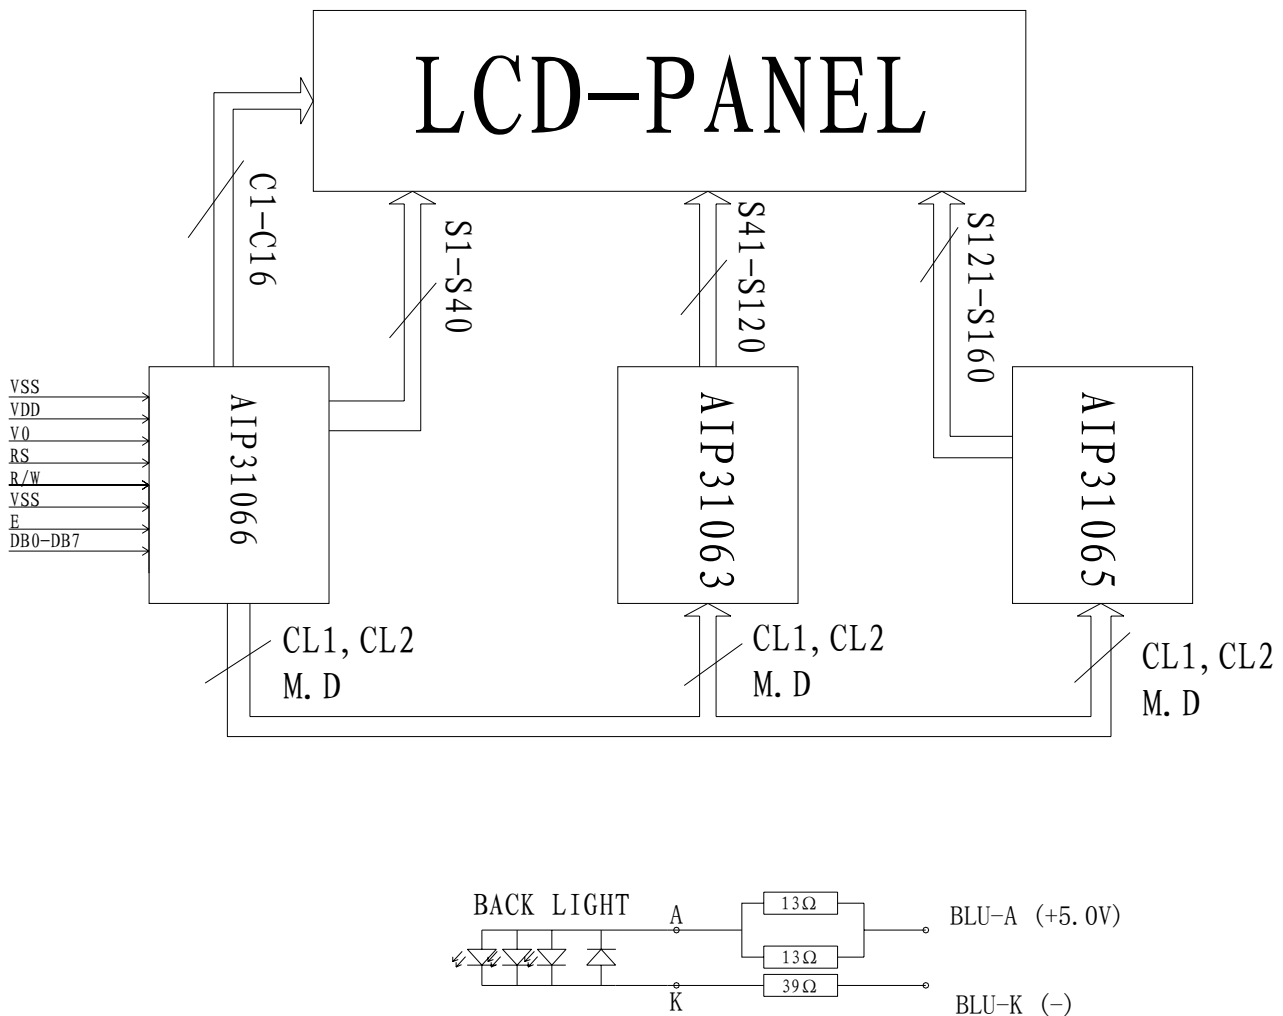 LCD-PANEL
C1-C16
S1-S40
S41-S120
S121-S160
VSS
VDD
V0
RS
R/W
VSS
E
DB0-DB7
AIP31066
AIP31063
AIP31065
CL1, CL2
M. D
CL1, CL2
M. D
CL1, CL2
M. D
BACK LIGHT
A
13Ω
BLU-A (+5.0V)
13Ω
K
39Ω
BLU-K (-)